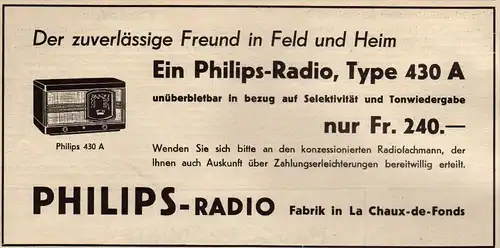 Der zuverlässige Freund in Feld und Heim
Ein Philips-Radio, Type 430 A
unüberbietbar in bezug auf Selektivität und Tonwiedergabe
nur Fr. 240.—
Philips 430 A
Wenden Sie sich bitte an den konzessionierten Radiofachmann, der
Ihnen auch Auskunft über Zahlungserleichterungen bereitwillig erteilt.
PHILIPS-RADIO Fabrik in La Chaux-de-Fonds